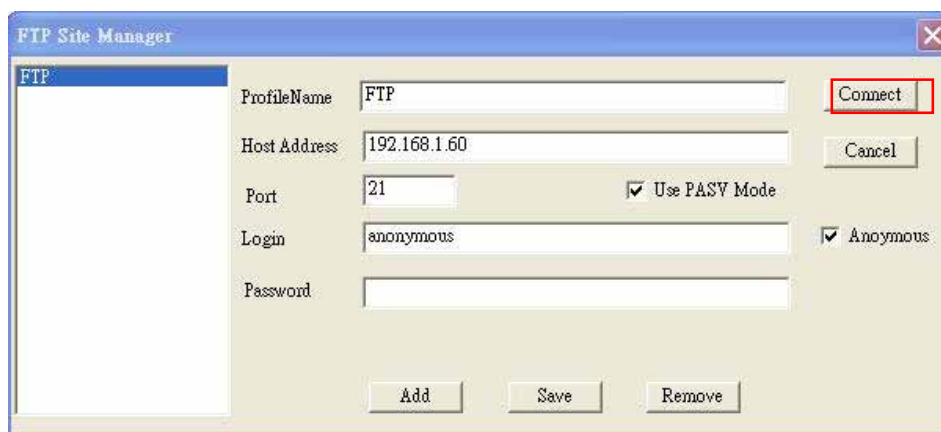 FTP Site Manager
FTP
ProfileName FTP Connect
Host Address 192.168.1.60 Cancel
Port 21 Use PASV Mode
Login anonymous Anoymous
Password
Add Save Remove